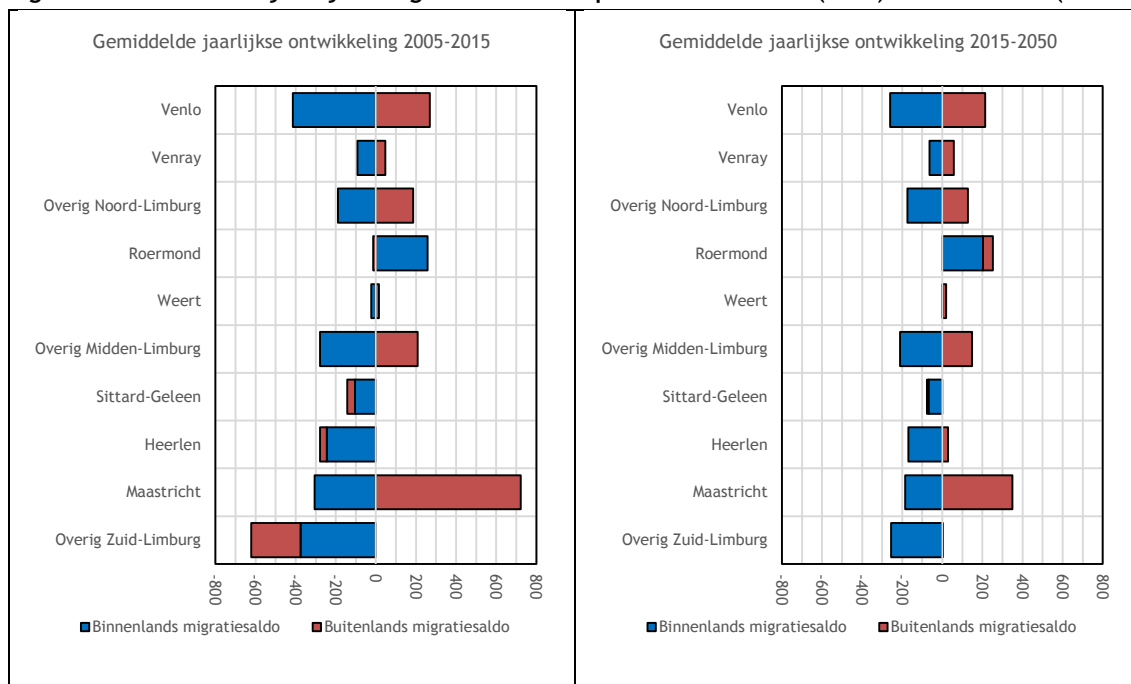 Gemiddelde jaarlijkse ontwikkeling 2005-2015
Venlo
Venray
Overig Noord-Limburg
Roermond
Weert
Overig Midden-Limburg
Sittard-Geleen
Heerlen
Maastricht
Overig Zuid-Limburg
-800
-600
-400
-200
0
200
400
600
800
Binnenlands migratiesaldo
Buitenlands migratiesaldo
Gemiddelde jaarlijkse ontwikkeling 2015-2050
Venlo
Venray
Overig Noord-Limburg
Roermond
Weert
Overig Midden-Limburg
Sittard-Geleen
Heerlen
Maastricht
Overig Zuid-Limburg
-800
-600
-400
-200
0
200
400
600
800
Binnenlands migratiesaldo
Buitenlands migratiesaldo